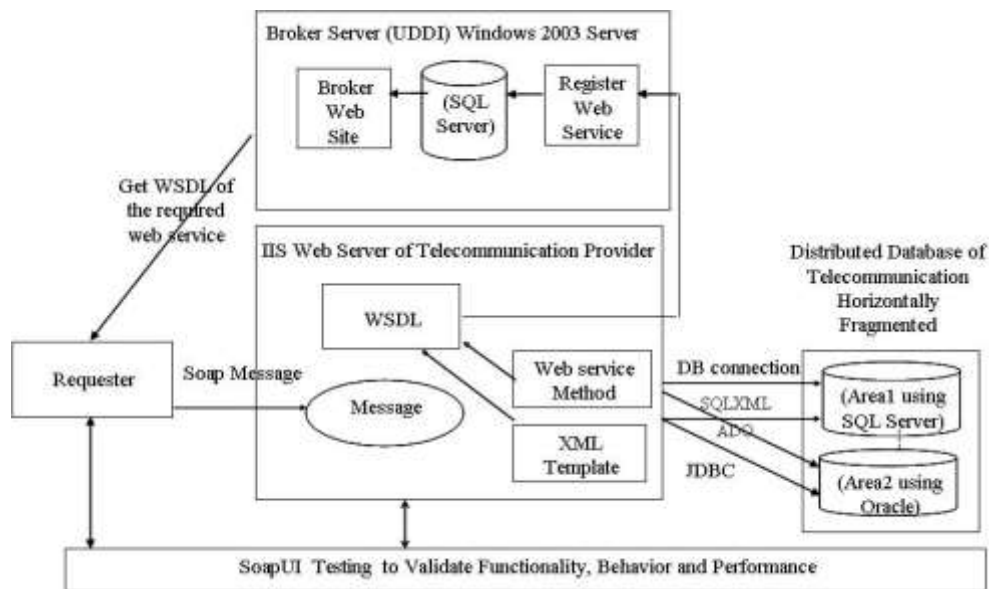 Broker Server (UDDI) Windows 2003 Server
Broker
Web
Site
(SQL
Server)
Register
Web
Service
Get WSDL of
the required
web service
IIS Web Server of Telecommunication Provider
WSDL
Web service
Method
XML
Template
Message
Requester
Soap Message
Distributed Database of
Telecommunication
Horizontally
Fragmented
DB connection
SQLXML
ADO
JDBC
(Area1 using
SQL Server)
(Area2 using
Oracle)
SoapUI Testing to Validate Functionality, Behavior and Performance